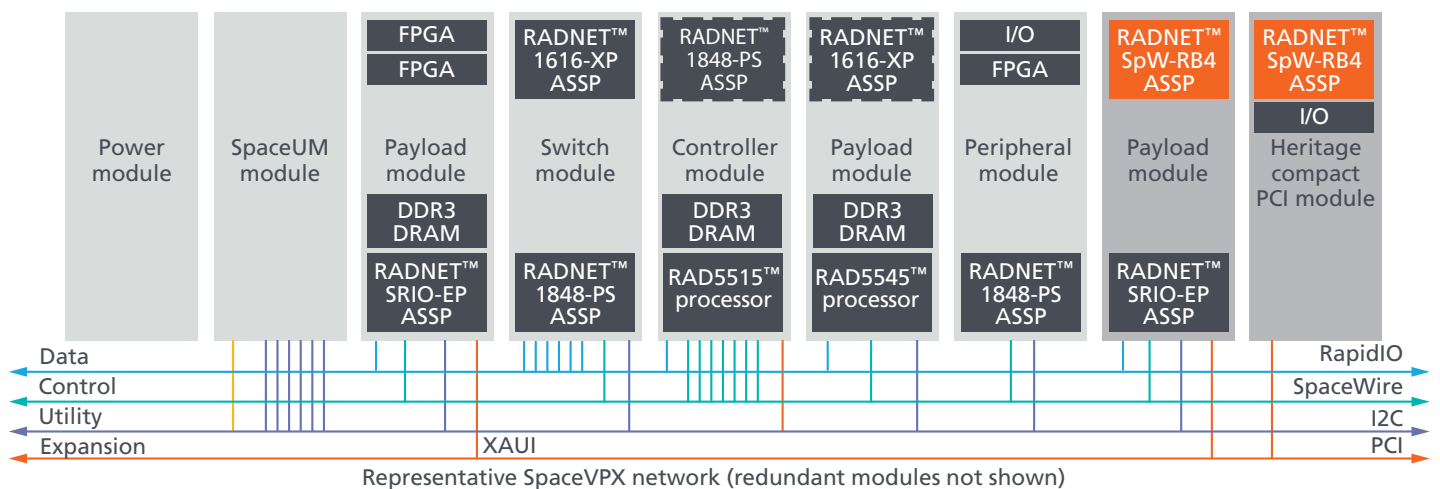 FPGA
FPGA
Payload
module
DDR3
DRAM
RADNET™
SRIO-EP
ASSP
RADNET™
1616-XP
ASSP
Switch
module
RADNET™
1848-PS
ASSP
RADNET™
1848-PS
ASSP
Controller
module
DDR3
DRAM
RAD5515™
processor
RADNET™
1616-XP
ASSP
Payload
module
DDR3
DRAM
RAD5545™
processor
I/O
FPGA
Peripheral
module
RADNET™
1848-PS
ASSP
RADNET™
SpW-RB4
ASSP
Payload
module
RADNET™
SRIO-EP
ASSP
RADNET™
SpW-RB4
ASSP
I/O
Heritage
compact
PCI module
Power
module
SpaceUM
module
Data
RapidIO
Control
SpaceWire
Utility
I2C
Expansion
XAUI
PCI
Representative SpaceVPX network (redundant modules not shown)